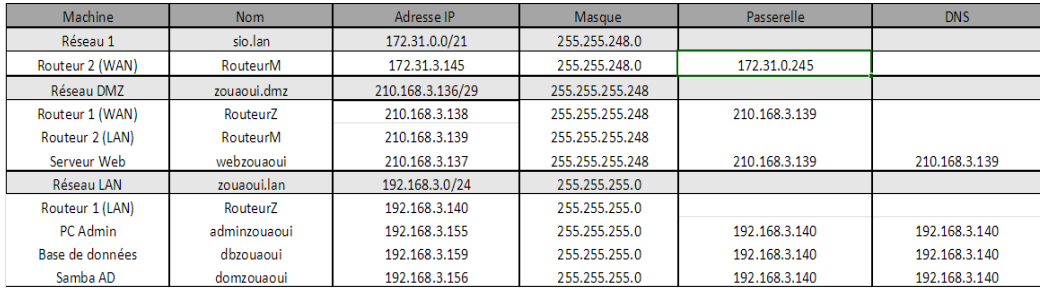 Machine Nom Adresse IP Masque Passerelle DNS
Réseau 1 sio.lan 172.31.0.0/21 255.255.248.0
Routeur 2 (WAN) RouteurM 172.31.3.145 255.255.248.0 172.31.0.245
Réseau DMZ zouaoui.dmz 210.168.3.136/29 255.255.255.248
Routeur 1 (WAN) RouteurZ 210.168.3.138 255.255.255.248 210.168.3.139
Routeur 2 (LAN) RouteurM 210.168.3.139 255.255.255.248
Serveur Web webzouaoui 210.168.3.137 255.255.255.248 210.168.3.139 210.168.3.139
Réseau LAN zouaoui.lan 192.168.3.0/24 255.255.255.0
Routeur 1 (LAN) RouteurZ 192.168.3.140 255.255.255.0
PC Admin adminzouaoui 192.168.3.155 255.255.255.0 192.168.3.140 192.168.3.140
Base de données dbzouaoui 192.168.3.159 255.255.255.0 192.168.3.140 192.168.3.140
Samba AD domzouaoui 192.168.3.156 255.255.255.0 192.168.3.140 192.168.3.140